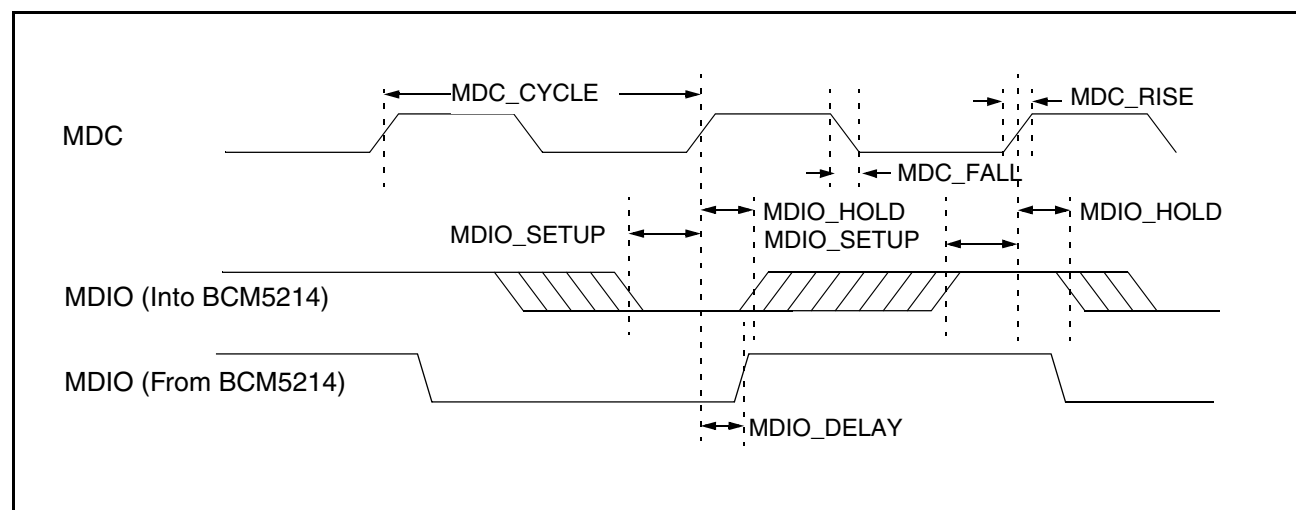 MDC_CYCLE
MDC_RISE
MDC
MDC_FALL
MDIO_HOLD
MDIO_HOLD
MDIO_SETUP
MDIO_SETUP
MDIO (Into BCM5214)
MDIO (From BCM5214)
MDIO_DELAY